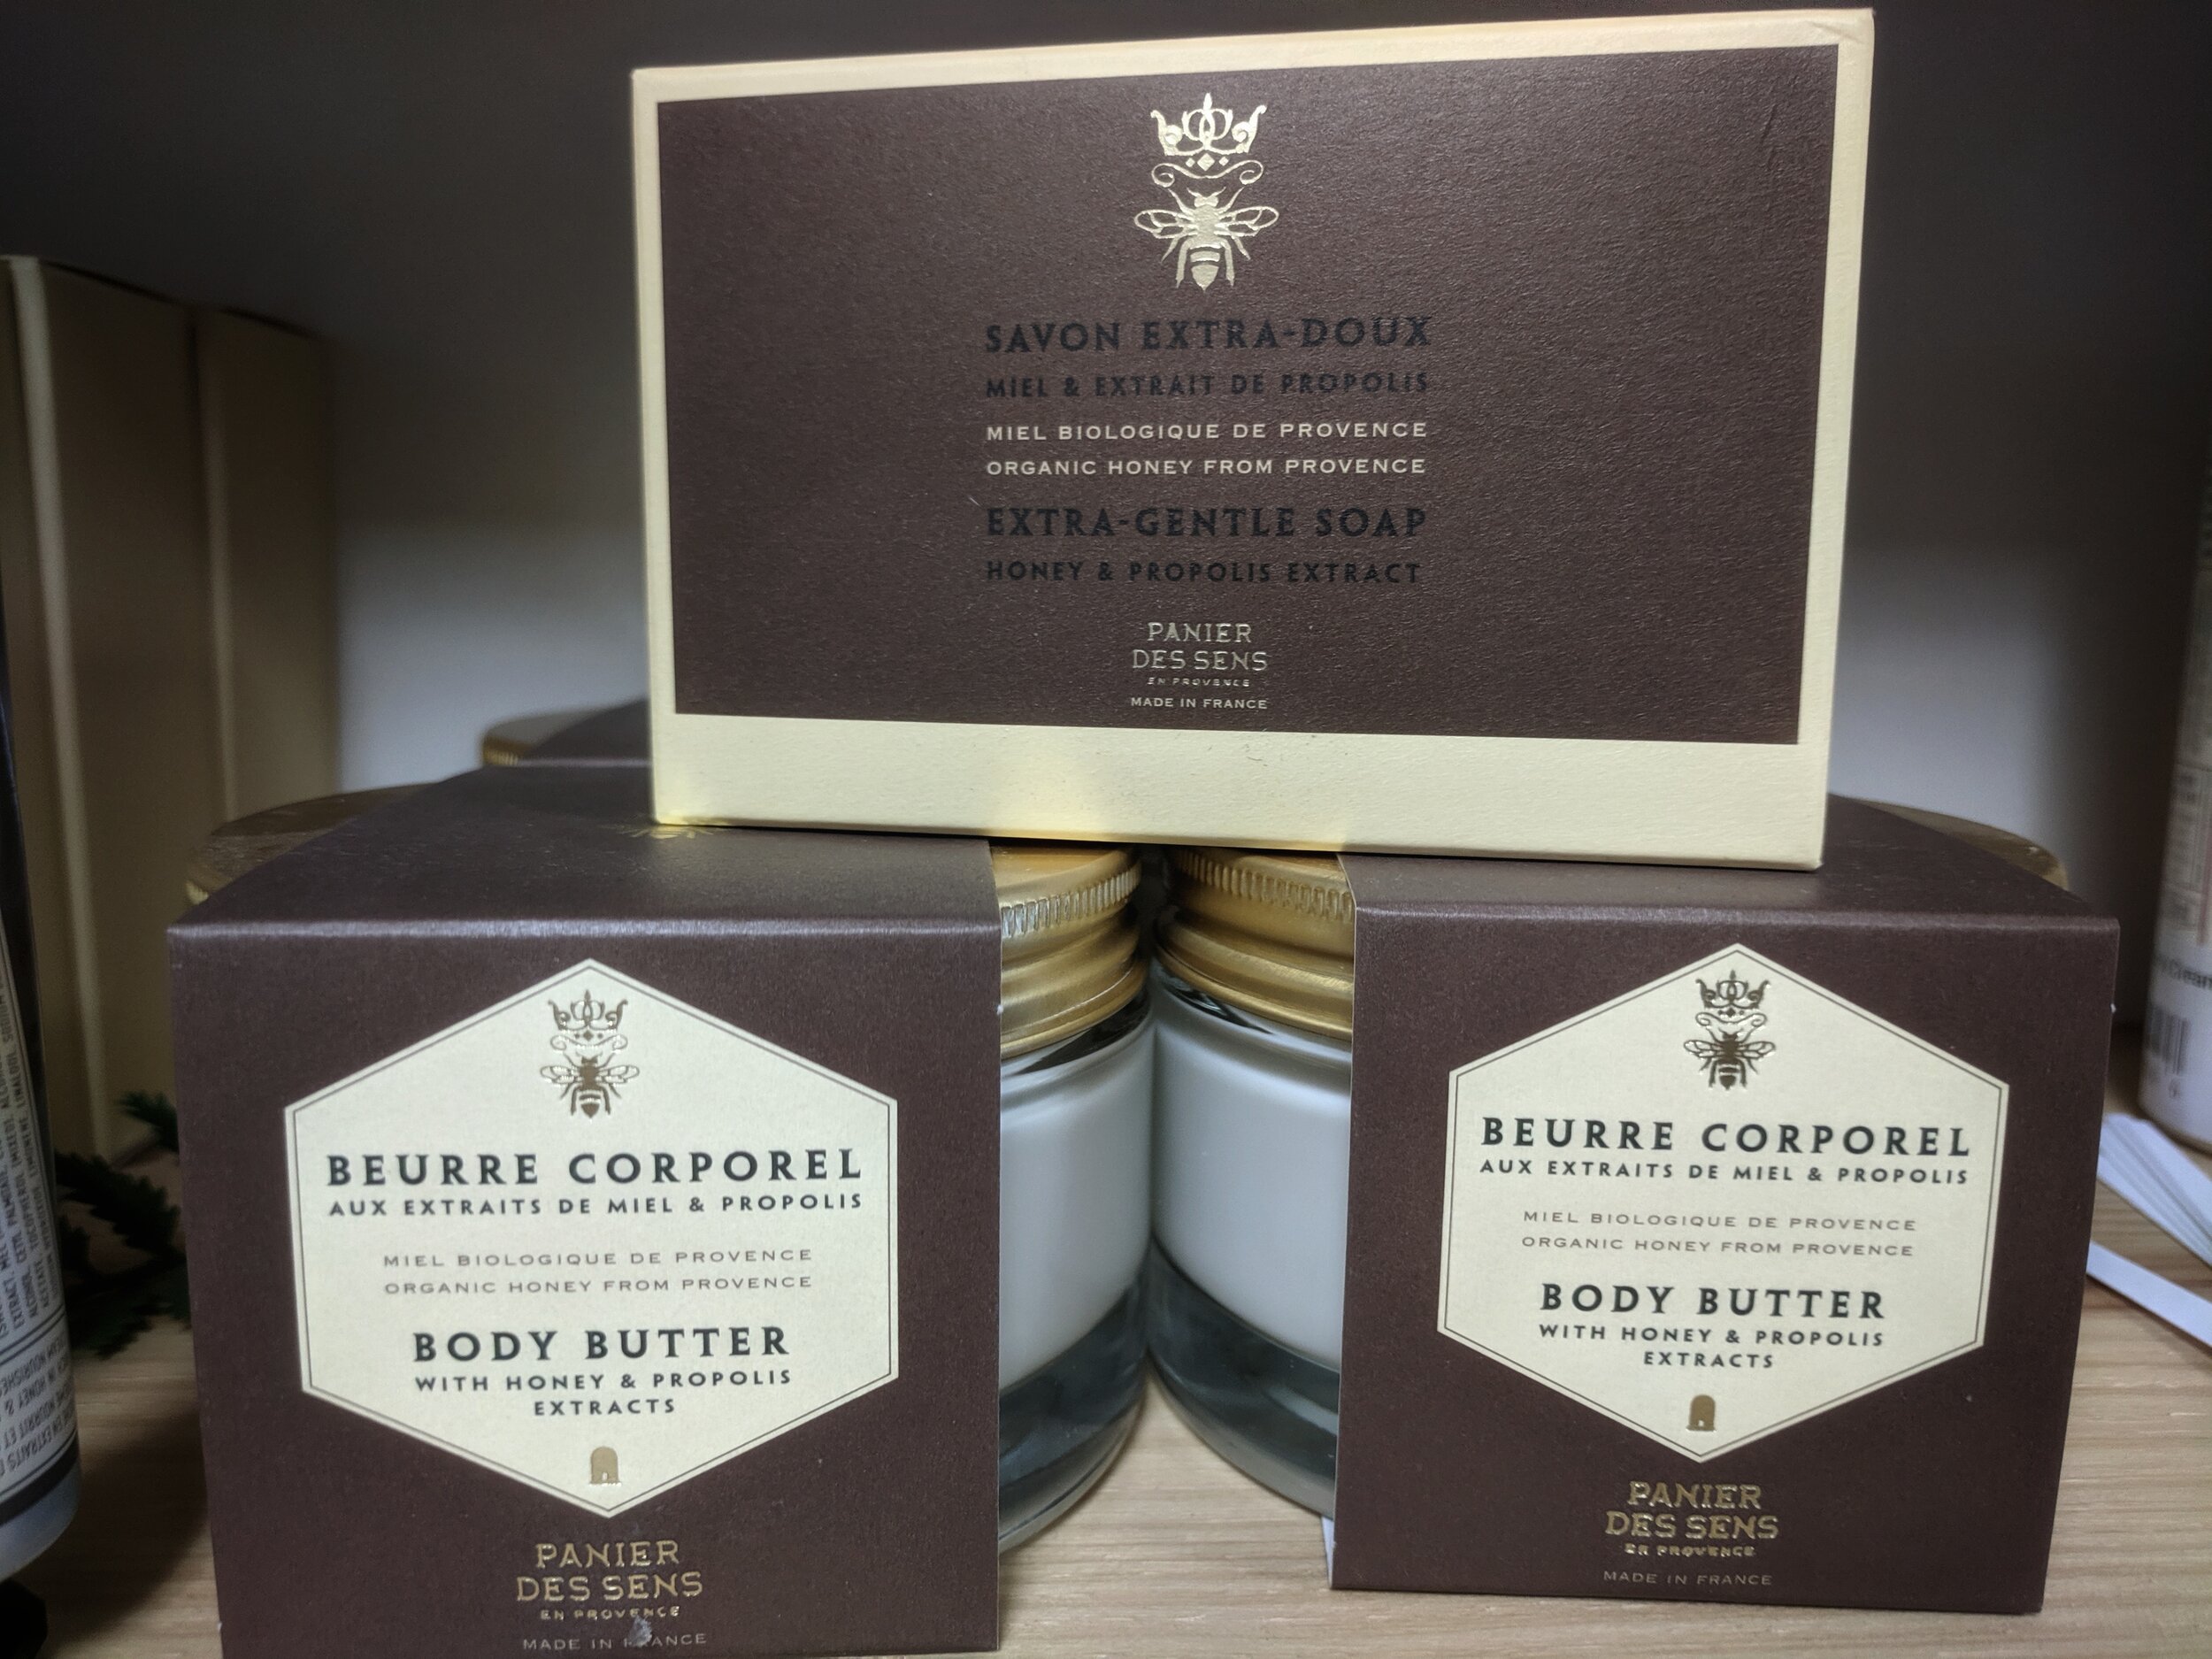 SAVON EXTRA-DOUX
MIEL & EXTRAIT DE PROPOLIS
MIEL BIOLOGIQUE DE PROVENCE
ORGANIC HONEY FROM PROVENCE
EXTRA-GENTLE SOAP
HONEY & PROPOLIS EXTRACT
PANIER
DES SENS
EN PROVENCE
MADE IN FRANCE
BEURRE CORPOREL
AUX EXTRAITS DE MIEL & PROPOLIS
MIEL BIOLOGIQUE DE PROVENCE
ORGANIC HONEY FROM PROVENCE
BODY BUTTER
WITH HONEY & PROPOLIS
EXTRACTS
PANIER
DES SENS
EN PROVENCE
MADE IN FRANCE
BEURRE CORPOREL
AUX EXTRAITS DE MIEL & PROPOLIS
MIEL BIOLOGIQUE DE PROVENCE
ORGANIC HONEY FROM PROVENCE
BODY BUTTER
WITH HONEY & PROPOLIS
EXTRACTS
PANIER
DES SENS
EN PROVENCE
MADE IN FRANCE